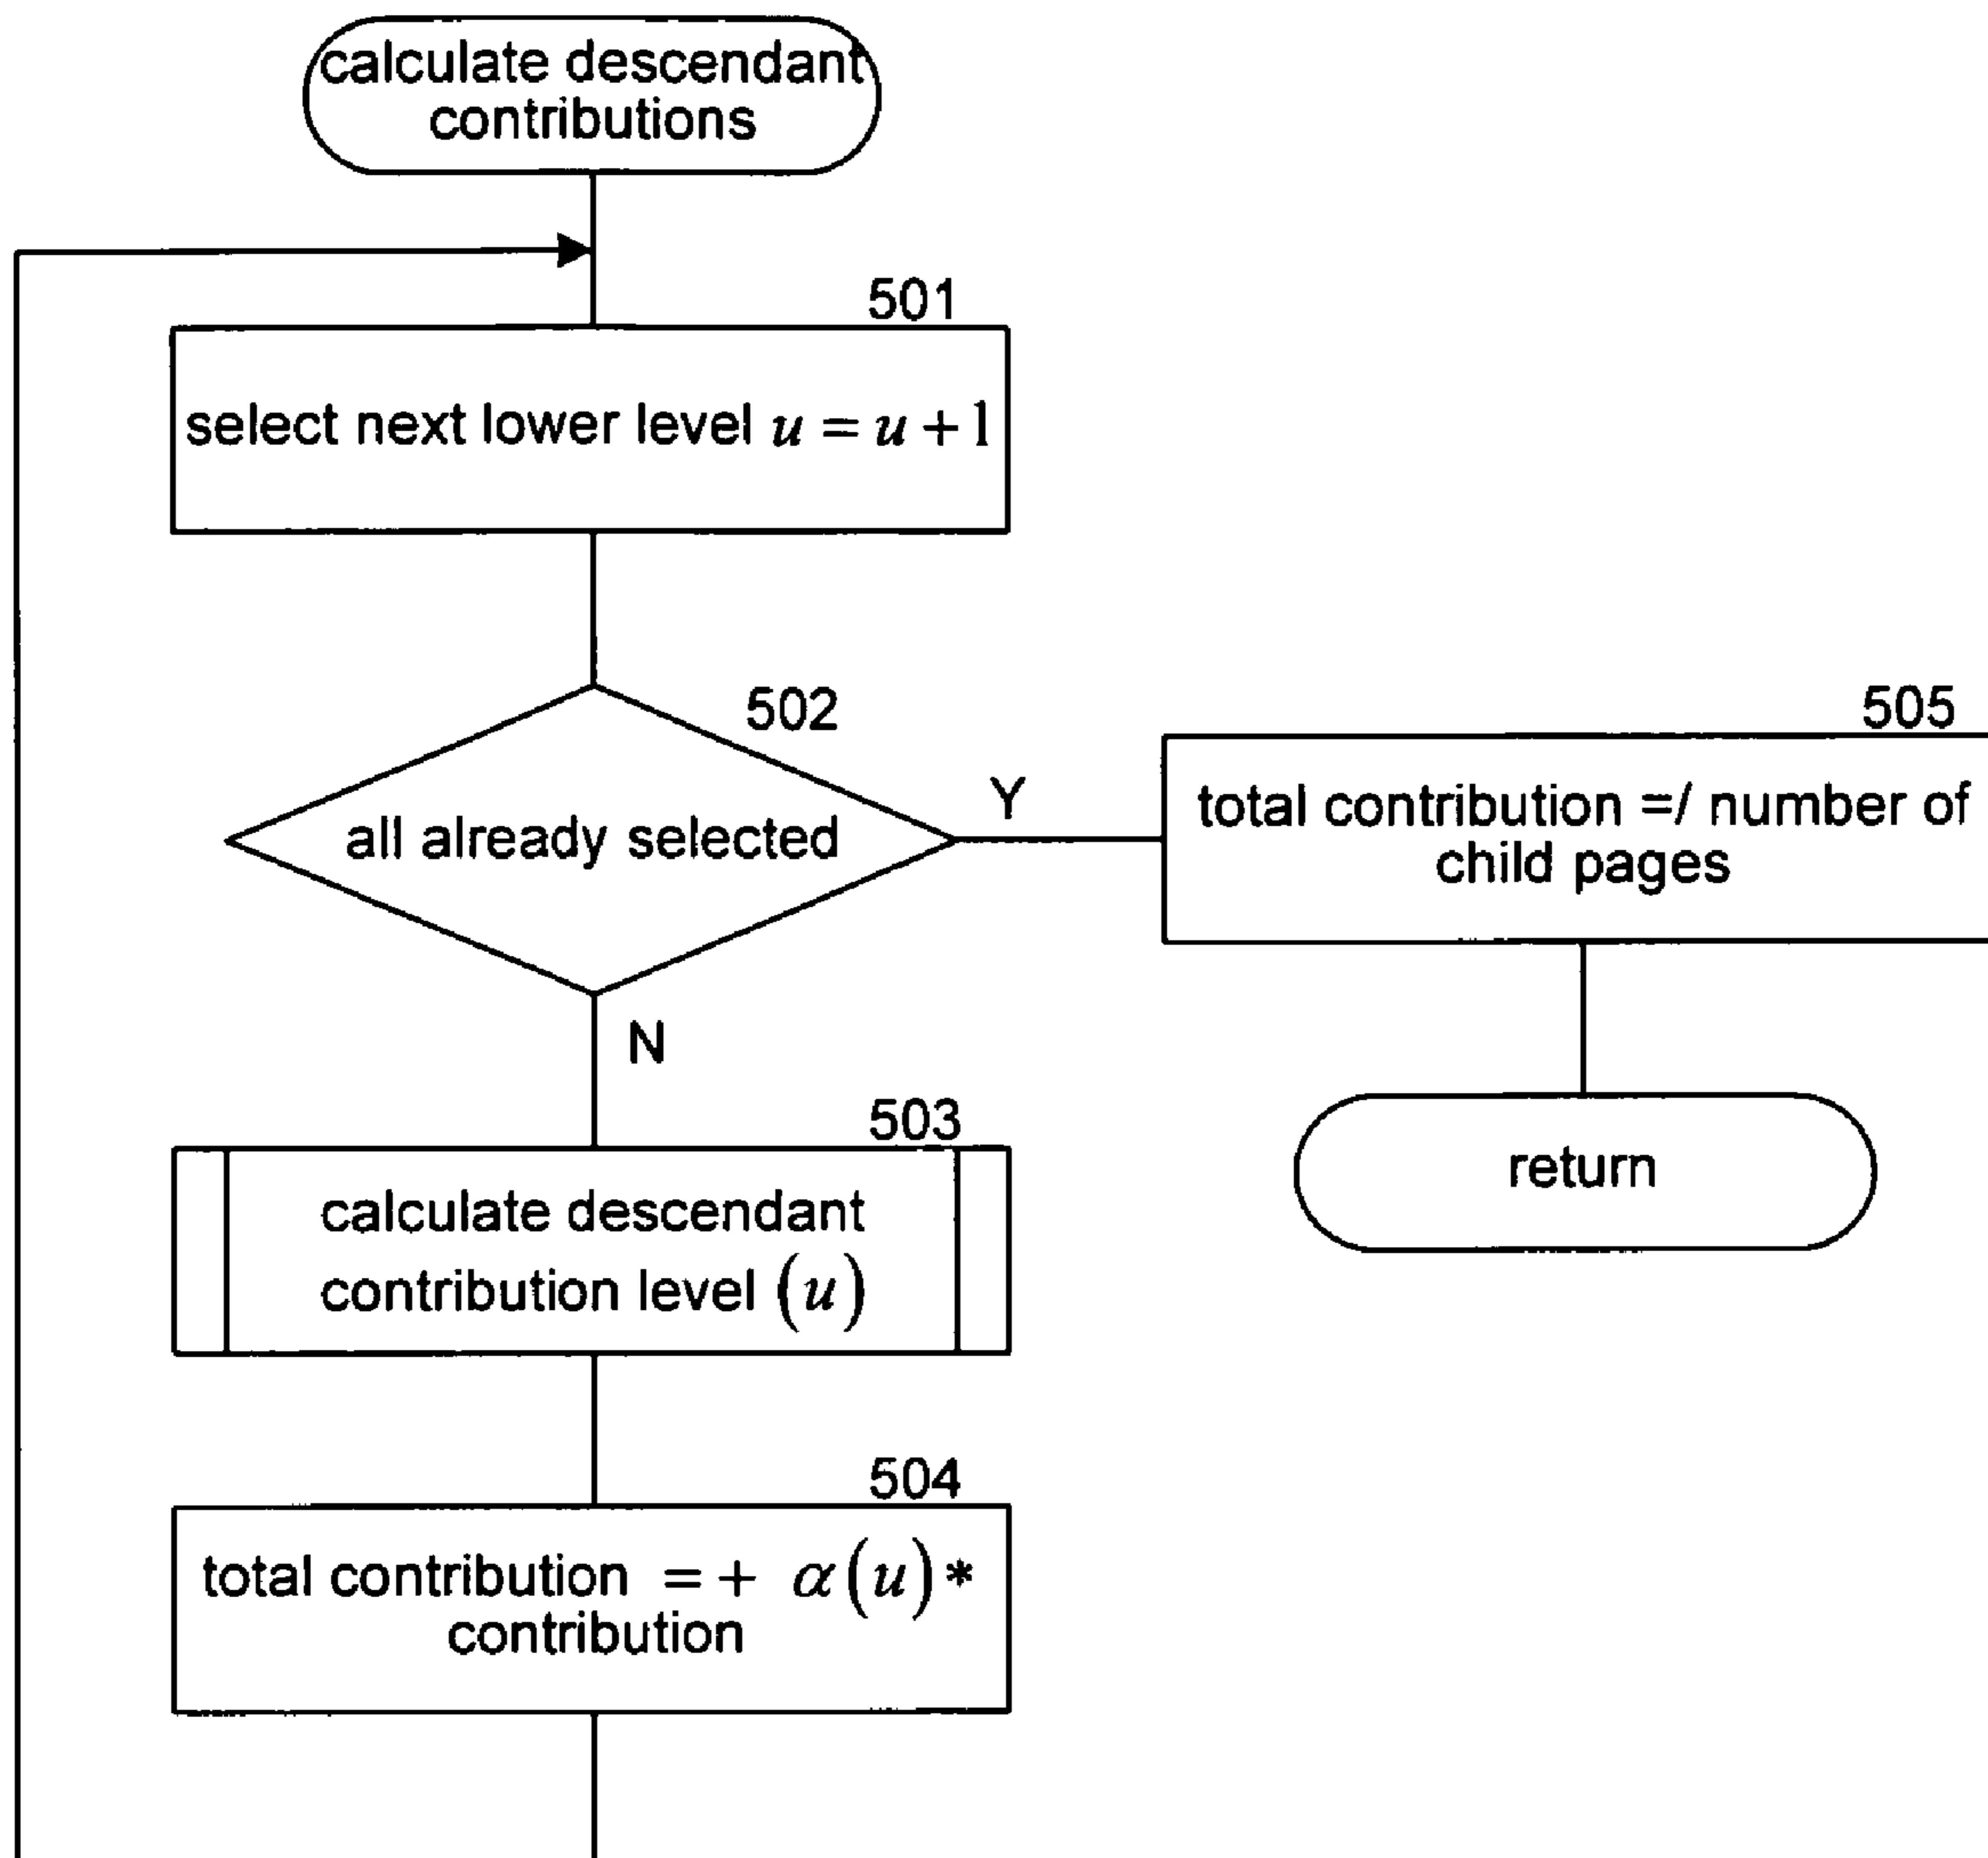 calculate descendant
contributions
501
select next lower level u = u + 1
502
all already selected
Y
N
505
total contribution =/ number of
child pages
return
503
calculate descendant
contribution level (u)
504
total contribution = + α(u)*
contribution